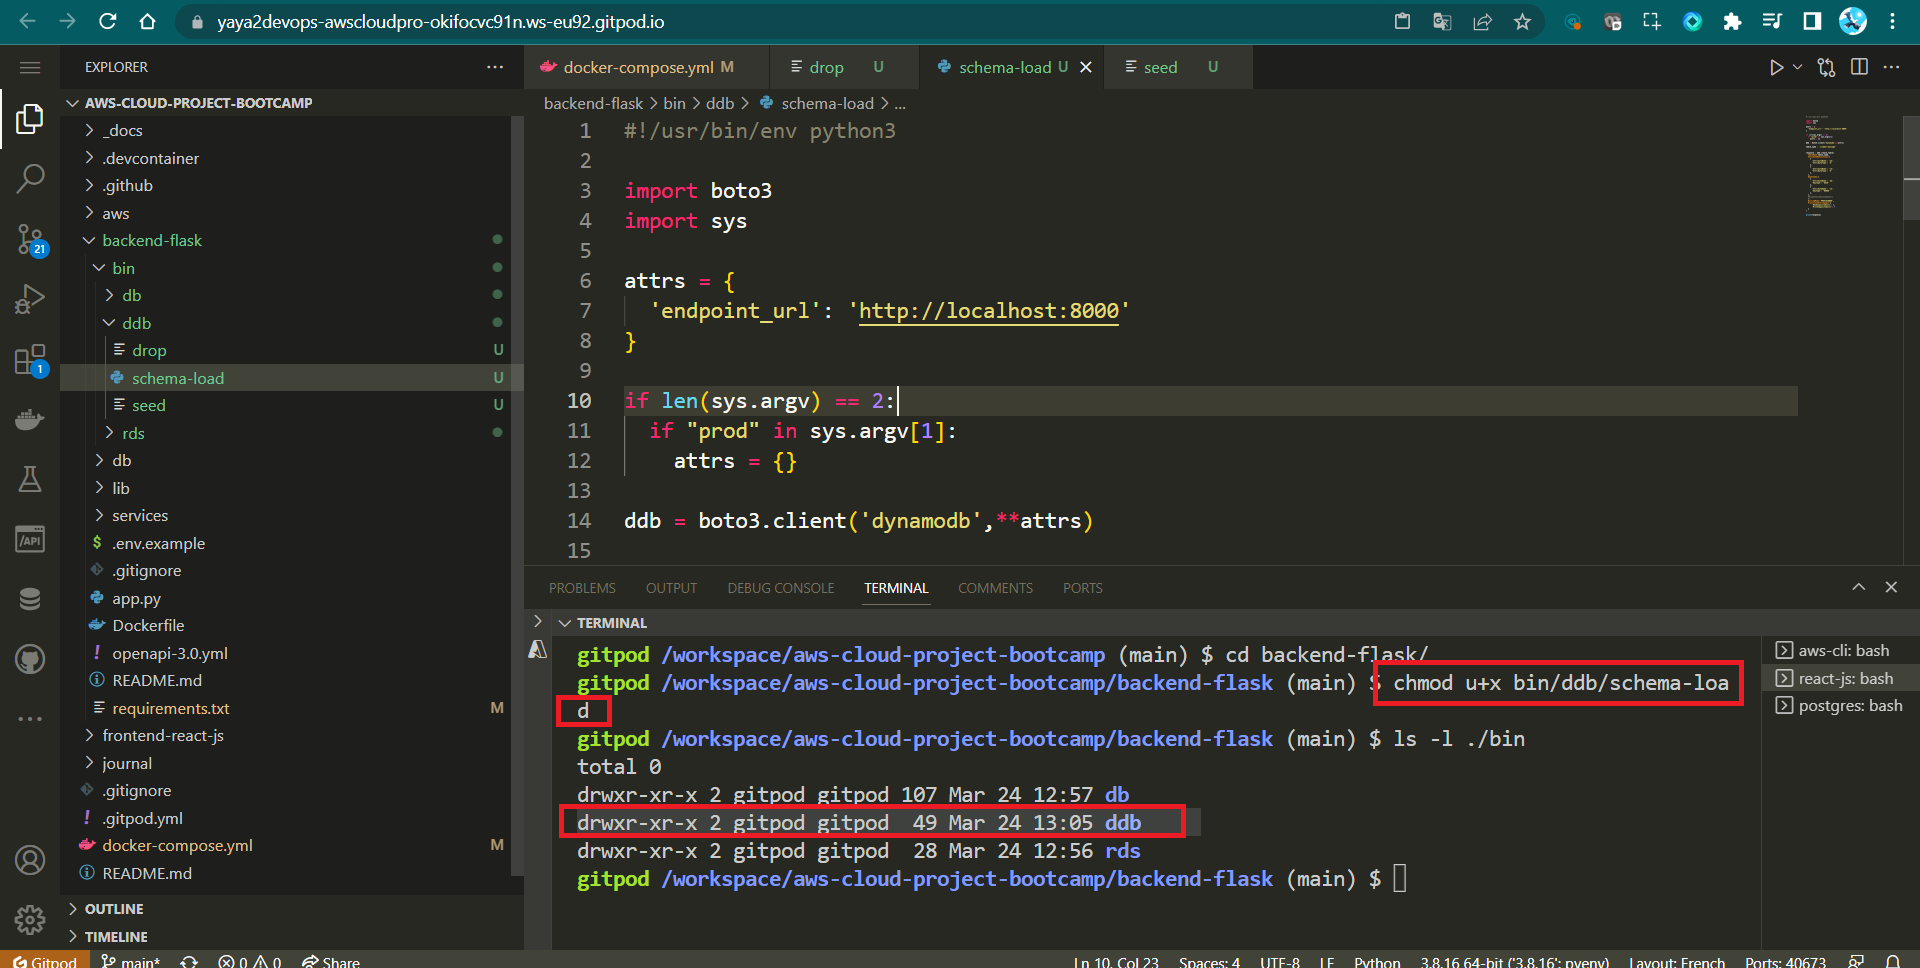 yaya2devops-awscloudpro-okifocvc91n.ws-eu92.gitpod.io
EXPLORER
AWS-CLOUD-PROJECT-BOOTCAMP
_docs
.devcontainer
.github
aws
backend-flask
bin
db
ddb
drop U
schema-load U
seed U
rds
db
lib
services
.env.example
.gitignore
app.py
Dockerfile
openapi-3.0.yml
README.md
requirements.txt M
frontend-react-js
journal
.gitignore
.gitpod.yml
docker-compose.yml M
README.md
OUTLINE
TIMELINE
21
1
/API
docker-compose.yml M
drop U
schema-load U
seed U
backend-flask > bin > ddb > schema-load > ...
1 #!/usr/bin/env python3
2
3 import boto3
4 import sys
5
6 attrs = {
7 'endpoint_url': 'http://localhost:8000'
8 }
9
10 if len(sys.argv) == 2:
11 if "prod" in sys.argv[1]:
12 attrs = {}
13
14 ddb = boto3.client('dynamodb',**attrs)
15
PROBLEMS OUTPUT DEBUG CONSOLE TERMINAL COMMENTS PORTS
TERMINAL
gitpod /workspace/aws-cloud-project-bootcamp (main) $ cd backend-flask/
gitpod /workspace/aws-cloud-project-bootcamp/backend-flask (main) $ chmod u+x bin/ddb/schema-loa
d
gitpod /workspace/aws-cloud-project-bootcamp/backend-flask (main) $ ls -l ./bin
total 0
drwxr-xr-x 2 gitpod gitpod 107 Mar 24 12:57 db
drwxr-xr-x 2 gitpod gitpod 49 Mar 24 13:05 ddb
drwxr-xr-x 2 gitpod gitpod 28 Mar 24 12:56 rds
gitpod /workspace/aws-cloud-project-bootcamp/backend-flask (main) $
aws-cli: bash
react-js: bash
postgres: bash
Gitpod main* 0 0 Share Ln 10, Col 23 Spaces: 4 UTF-8 LF Python 3.8.16 64-bit ('3.8.16': pyenv) Layout: French Ports: 40673